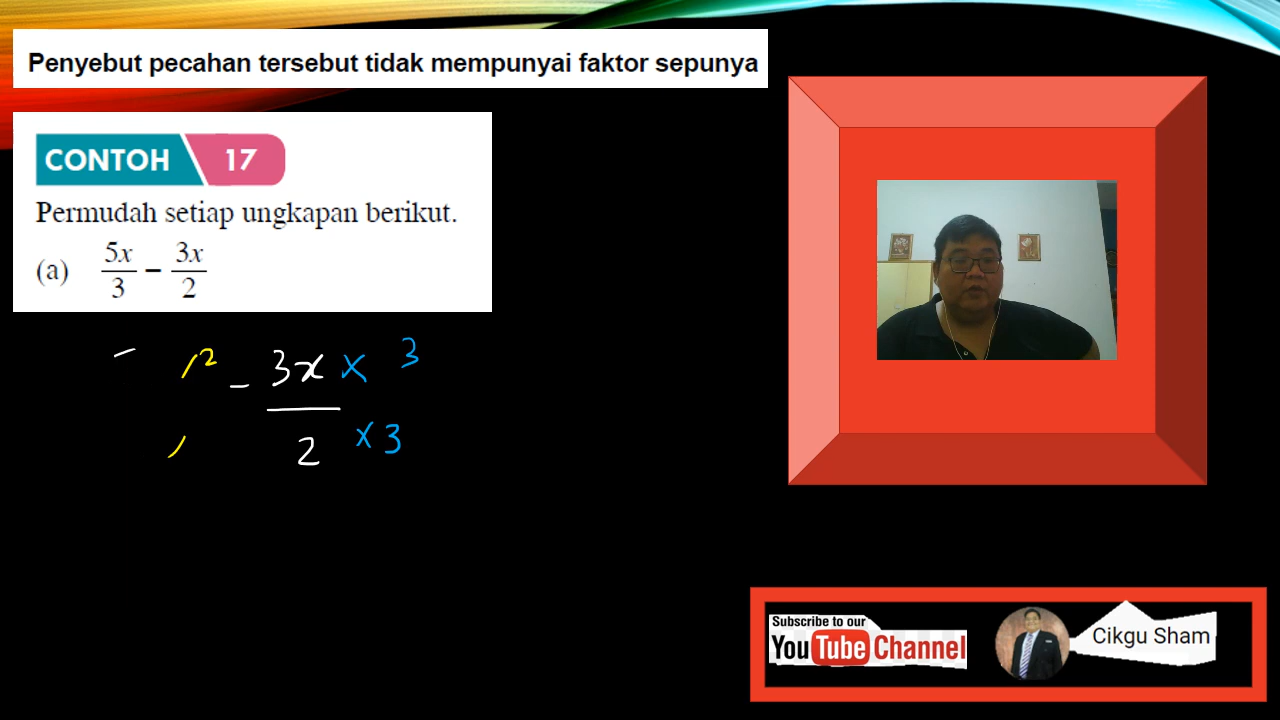 Penyebut pecahan tersebut tidak mempunyai faktor sepunya
CONTOH 17
Permudah setiap ungkapan berikut.
(a) 5x/3 − 3x/2
2 − 3x × 3
2 × 3
Subscribe to our
YouTube Channel
Cikgu Sham